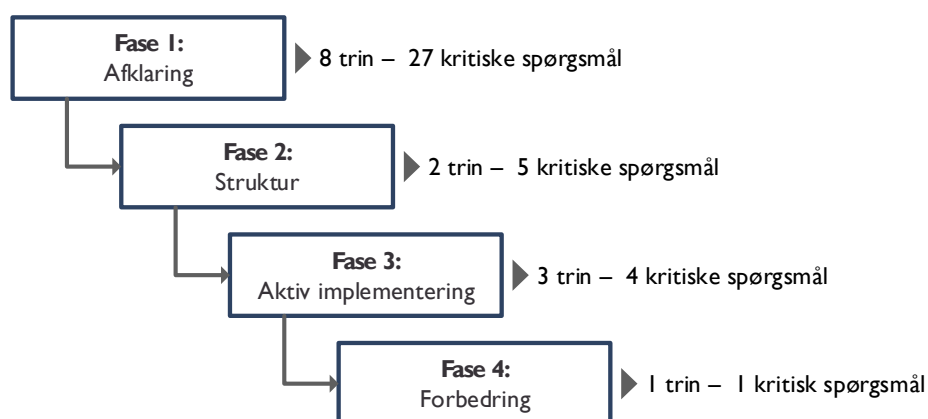 Fase 1:
Afklaring
8 trin – 27 kritiske spørgsmål
Fase 2:
Struktur
2 trin – 5 kritiske spørgsmål
Fase 3:
Aktiv implementering
3 trin – 4 kritiske spørgsmål
Fase 4:
Forbedring
1 trin – 1 kritisk spørgsmål